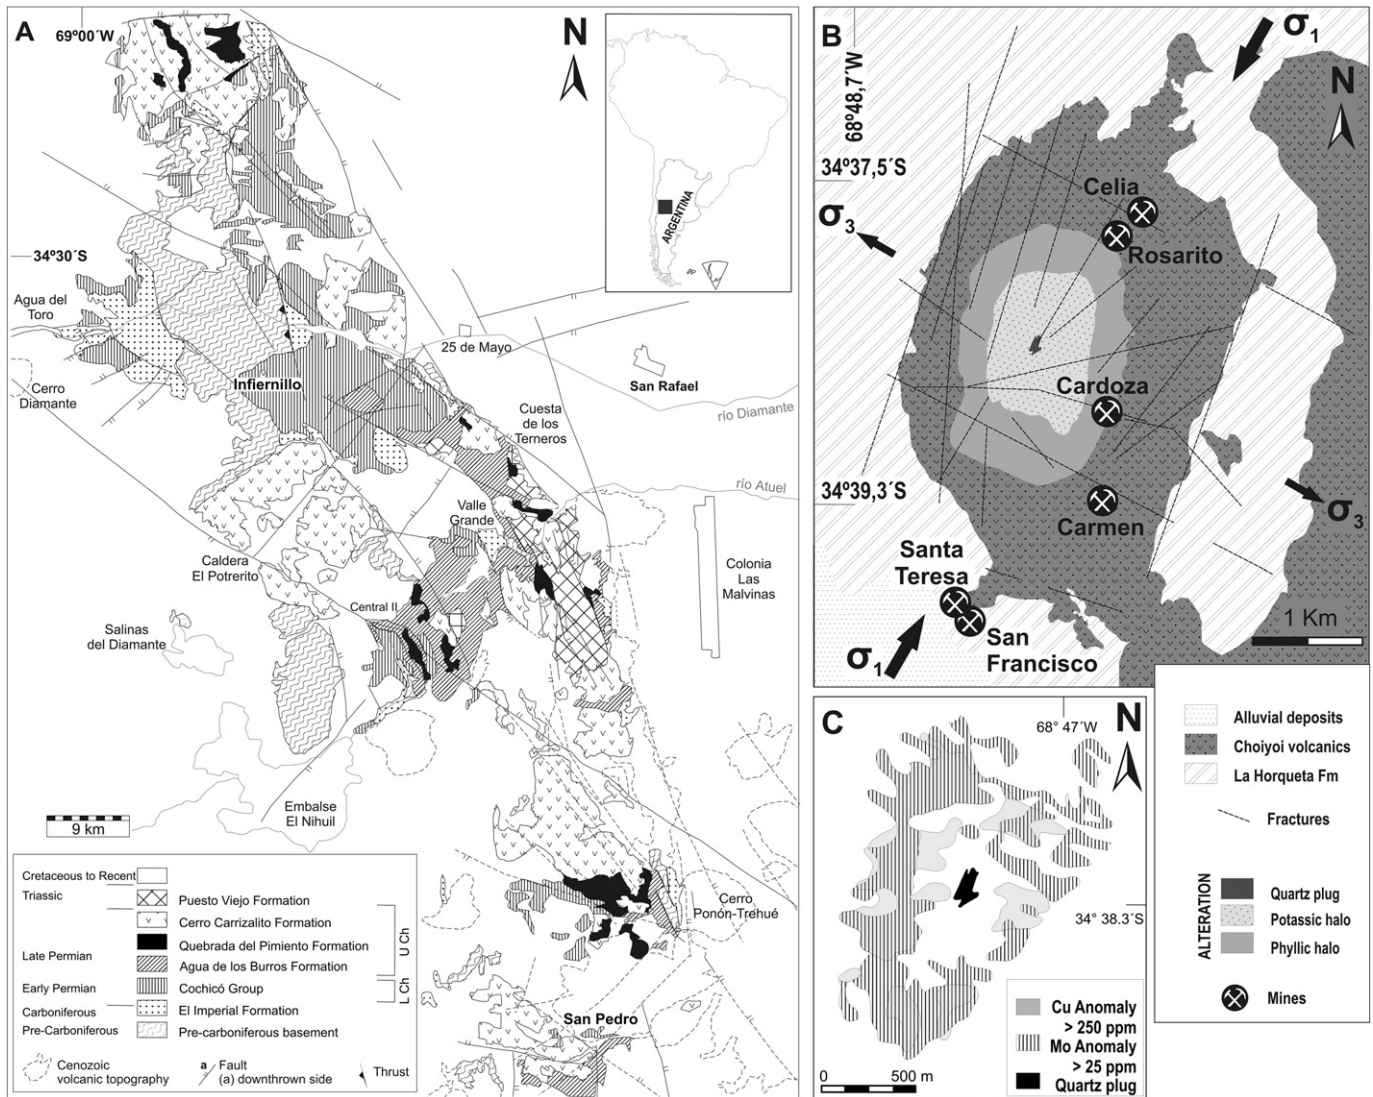 A
69º00´W
N
ARGENTINA
34º30´S
Agua del
Toro
25 de Mayo
San Rafael
Infiernillo
Cerro
Diamante
río Diamante
Cuesta
de los
Terneros
río Atuel
Valle
Grande
Caldera
El Potrerito
Colonia
Las
Malvinas
Central II
Salinas
del Diamante
Embalse
El Nihuil
9 km
Cerro
Ponón-Trehué
San Pedro
Cretaceous to Recent
Triassic
Puesto Viejo Formation
Cerro Carrizalito Formation
Quebrada del Pimiento Formation
Late Permian
Agua de los Burros Formation
U Ch
Early Permian
Cochicó Group
L Ch
Carboniferous
El Imperial Formation
Pre-Carboniferous
Pre-carboniferous basement
Cenozoic
volcanic topography
a
Fault
(a) downthrown side
Thrust
B
68º48,7´W
σ1
N
34º37,5´S
Celia
σ3
Rosarito
Cardoza
34º39,3´S
Carmen
σ3
Santa
Teresa
1 Km
San
Francisco
σ1
C
68º 47´W
N
34º 38.3´S
Cu Anomaly
> 250 ppm
Mo Anomaly
> 25 ppm
Quartz plug
0 500 m
Alluvial deposits
Choiyoi volcanics
La Horqueta Fm
Fractures
ALTERATION
Quartz plug
Potassic halo
Phyllic halo
Mines